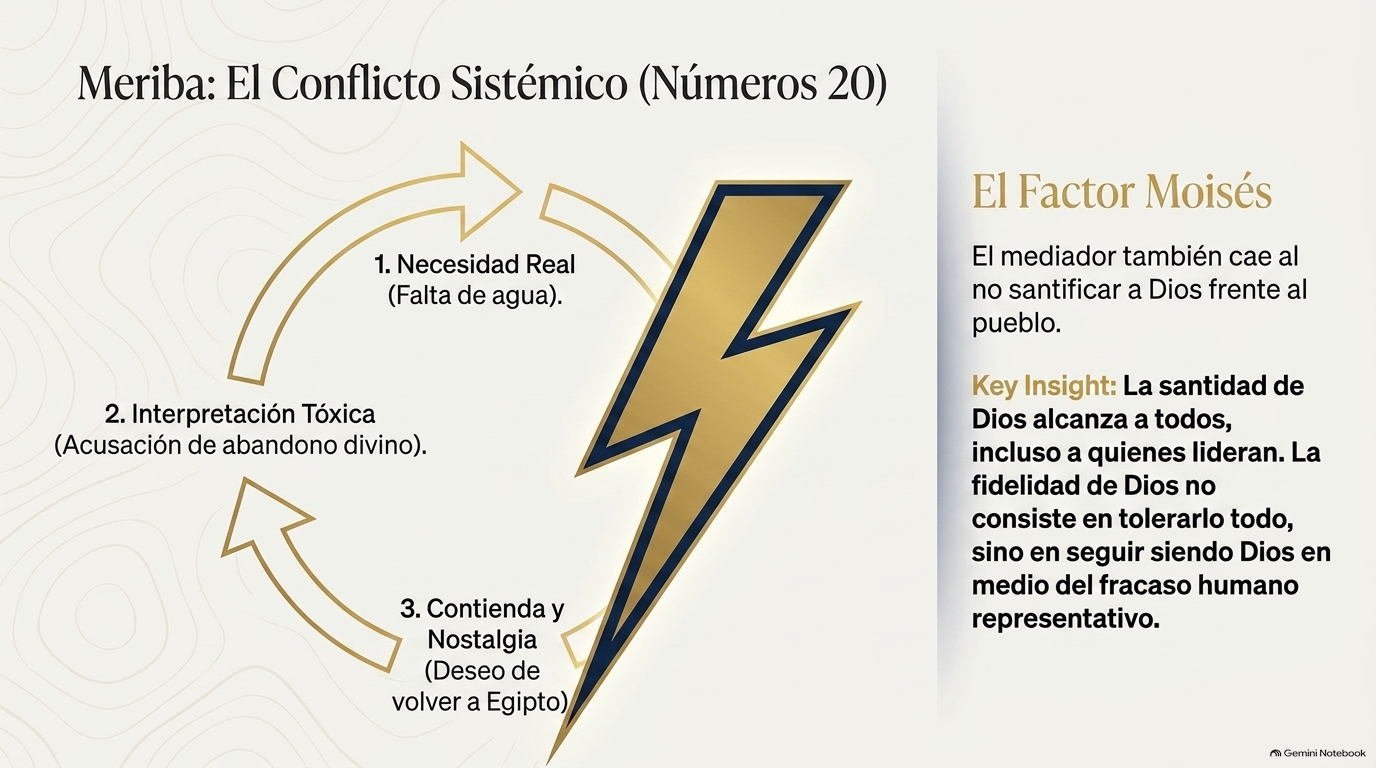 Meriba: El Conflicto Sistémico (Números 20)
1. Necesidad Real
(Falta de agua).
2. Interpretación Tóxica
(Acusación de abandono divino).
3. Contienda y
Nostalgia
(Deseo de
volver a Egipto)
El Factor Moisés
El mediador también cae al
no santificar a Dios frente al
pueblo.
Key Insight: La santidad de
Dios alcanza a todos,
incluso a quienes lideran. La
fidelidad de Dios no
consiste en tolerarlo todo,
sino en seguir siendo Dios en
medio del fracaso humano
representativo.
Gemini Notebook